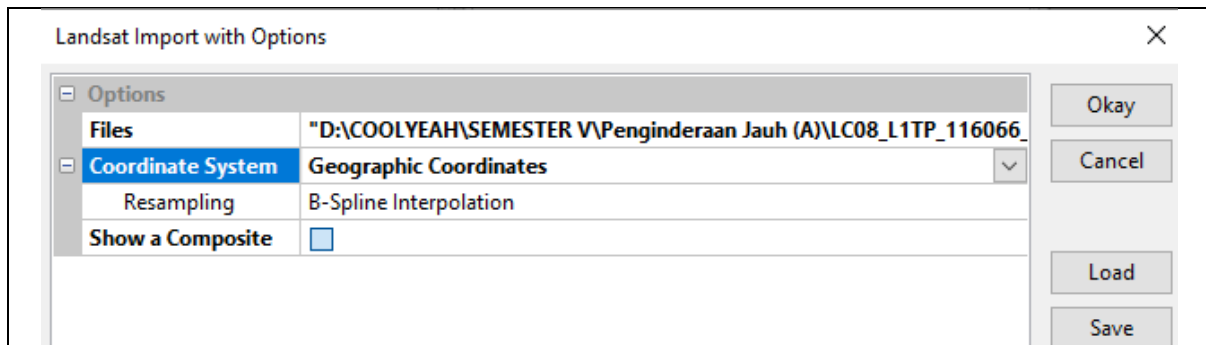 Landsat Import with Options
Options
Okay
Files "D:\COOLYEAH\SEMESTER V\Penginderaan Jauh (A)\LC08_L1TP_116066_
Coordinate System Geographic Coordinates
Cancel
Resampling B-Spline Interpolation
Show a Composite
Load
Save